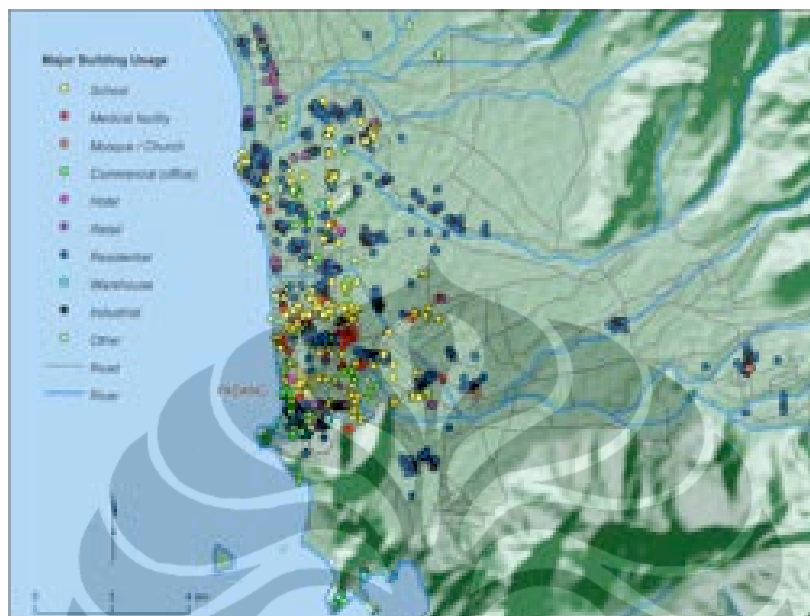 Major Building Usage
School
Medical facility
Mosque / Church
Commercial (office)
Hotel
Retail
Residential
Warehouse
Industrial
Other
Road
River